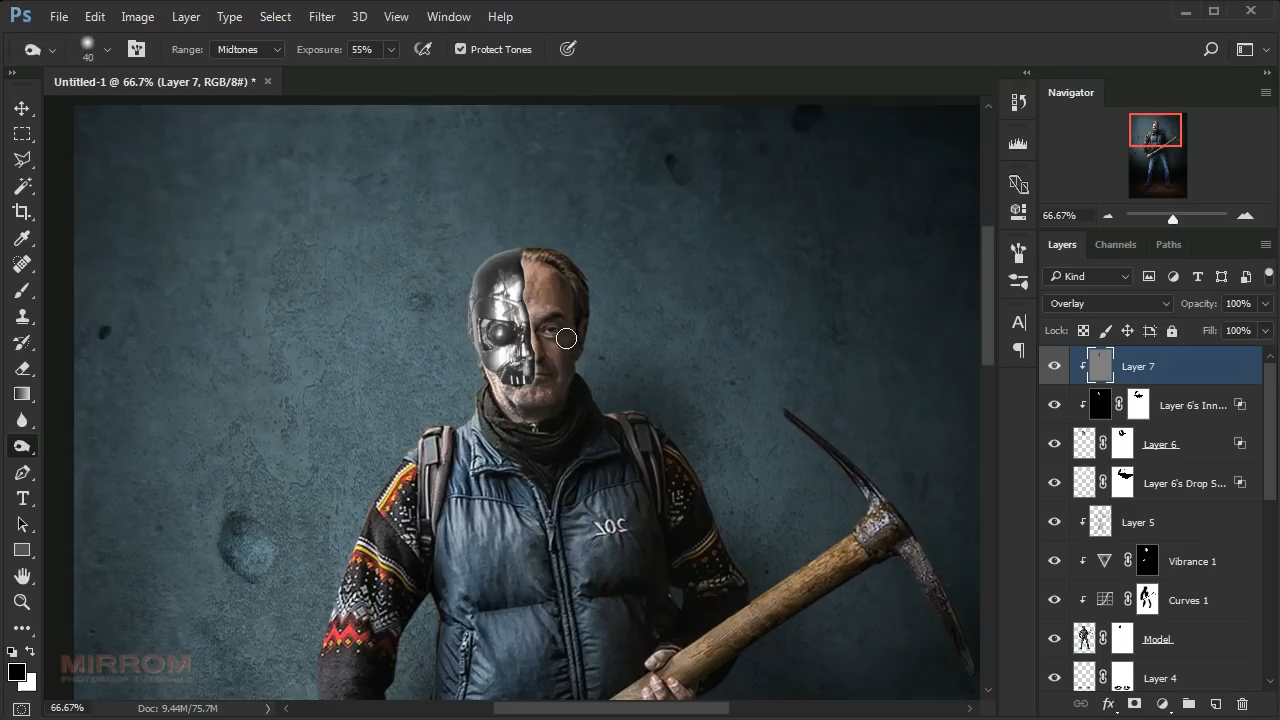 Ps File Edit Image Layer Type Select Filter 3D View Window Help
40 Range: Midtones Exposure: 55% Protect Tones
Untitled-1 @ 66.7% (Layer 7, RGB/8#) *
Navigator
66.67%
Layers Channels Paths
Kind
Overlay Opacity: 100%
Lock: Fill: 100%
Layer 7
Layer 6's Inn...
Layer 6
Layer 6's Drop S...
Layer 5
Vibrance 1
Curves 1
Model
Layer 4
MIRROM
PHOTOSHOP TUTORIALS
66.67% Doc: 9.44M/75.7M